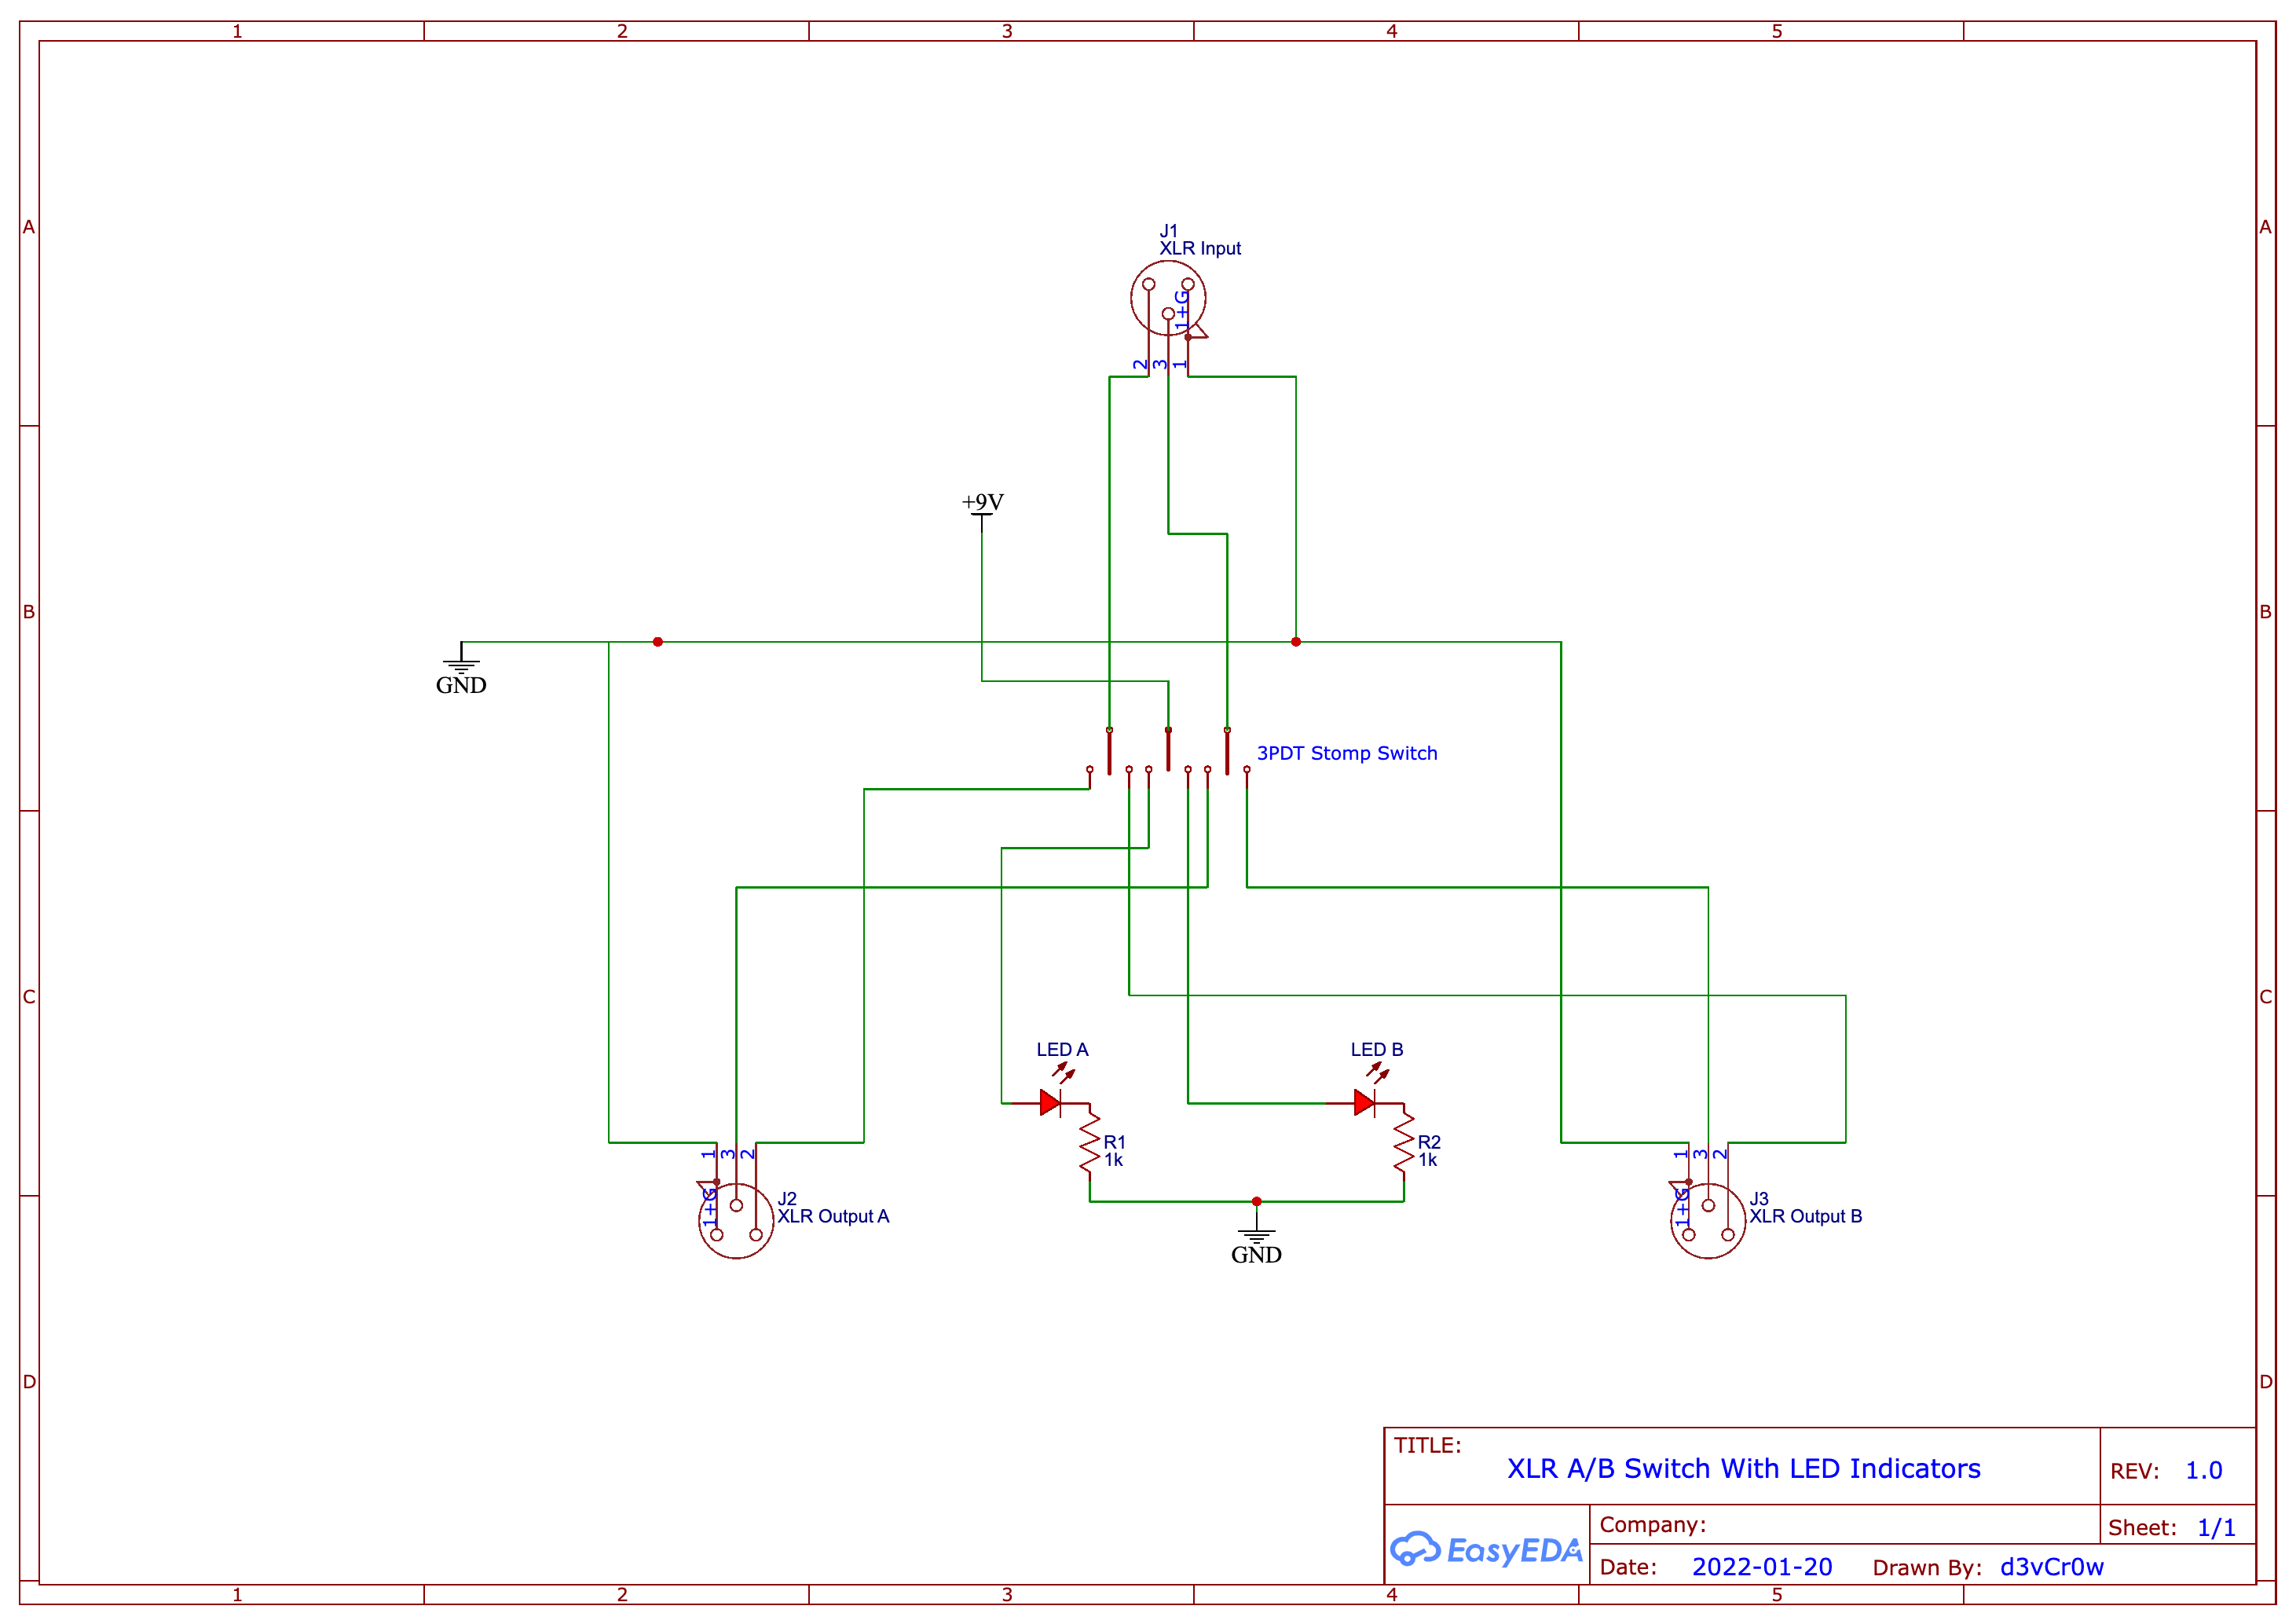 1 2 3 4 5
A A
J1
XLR Input
1+G
2 3 1
+9V
B B
GND
3PDT Stomp Switch
C C
LED A LED B
1 3 2
R1
1k
R2
1k
1 3 2
1+G
J2
XLR Output A
1+G
J3
XLR Output B
GND
D D
TITLE:
XLR A/B Switch With LED Indicators
REV: 1.0
EasyEDA
Company:
Sheet: 1/1
Date: 2022-01-20 Drawn By: d3vCr0w
1 2 3 4 5